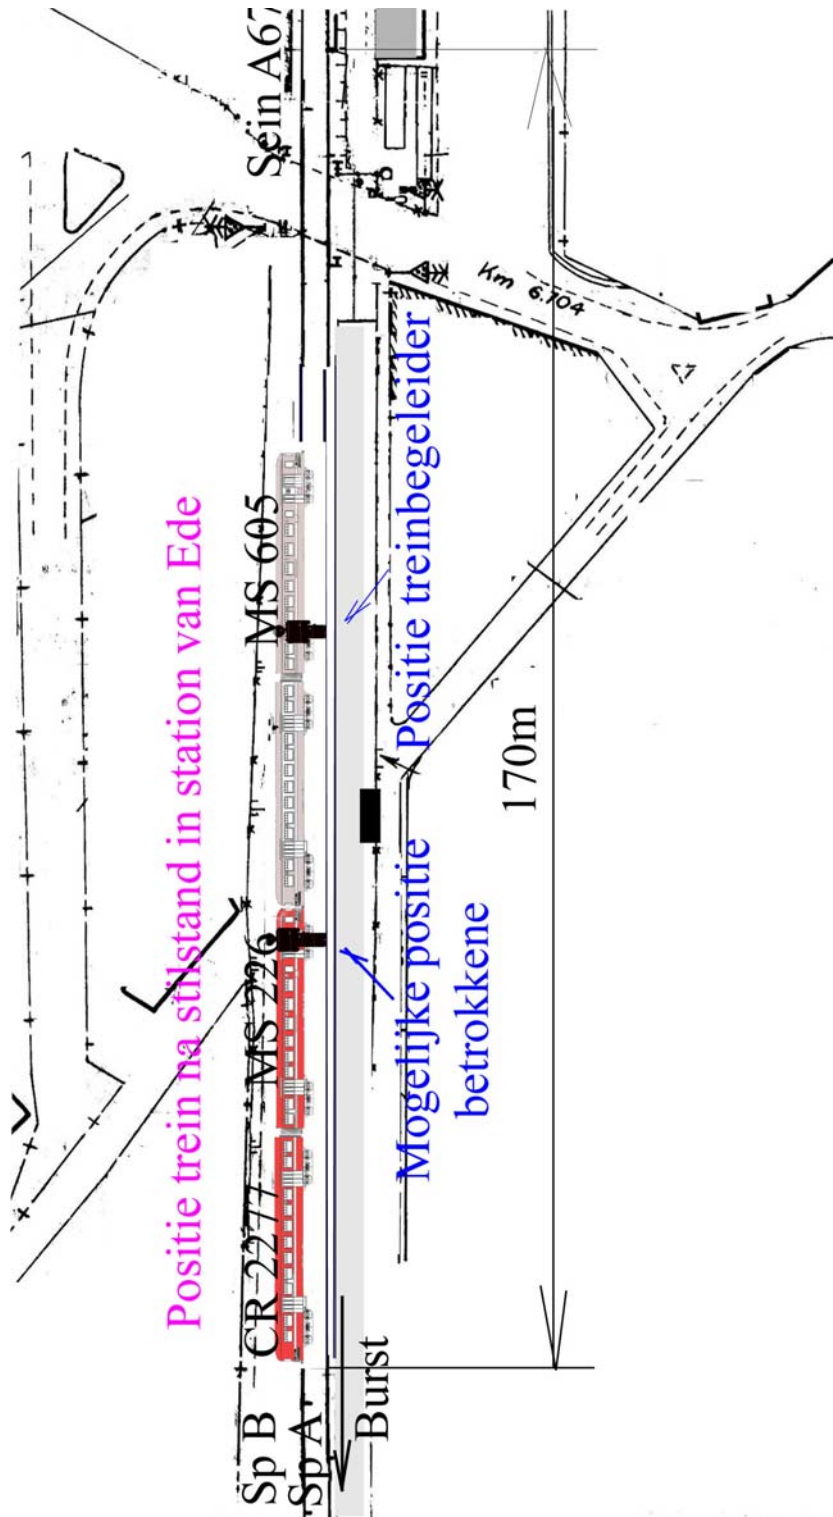 Positie trein na stilstand in station van Ede
Sp B
CR 2277
MS 226
MS 605
Sein A67
Sp A
Burst
Mogelijke positie
betrokkene
Positie treinbegeleider
Km 6.704
170m